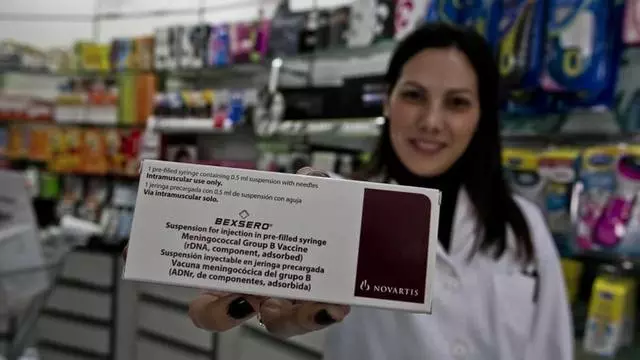 1 pre-filled syringe containing 0.5 ml suspension with needle
Intramuscular use only.
1 jeringa precargada con 0,5 ml de suspensión con aguja
Vía intramuscular solo.
BEXSERO
Suspension for injection in pre-filled syringe
Meningococcal Group B Vaccine
(rDNA, component, adsorbed)
Suspensión inyectable en jeringa precargada
Vacuna meningocócica del grupo B
(ADNr, de componentes, adsorbida)
NOVARTIS